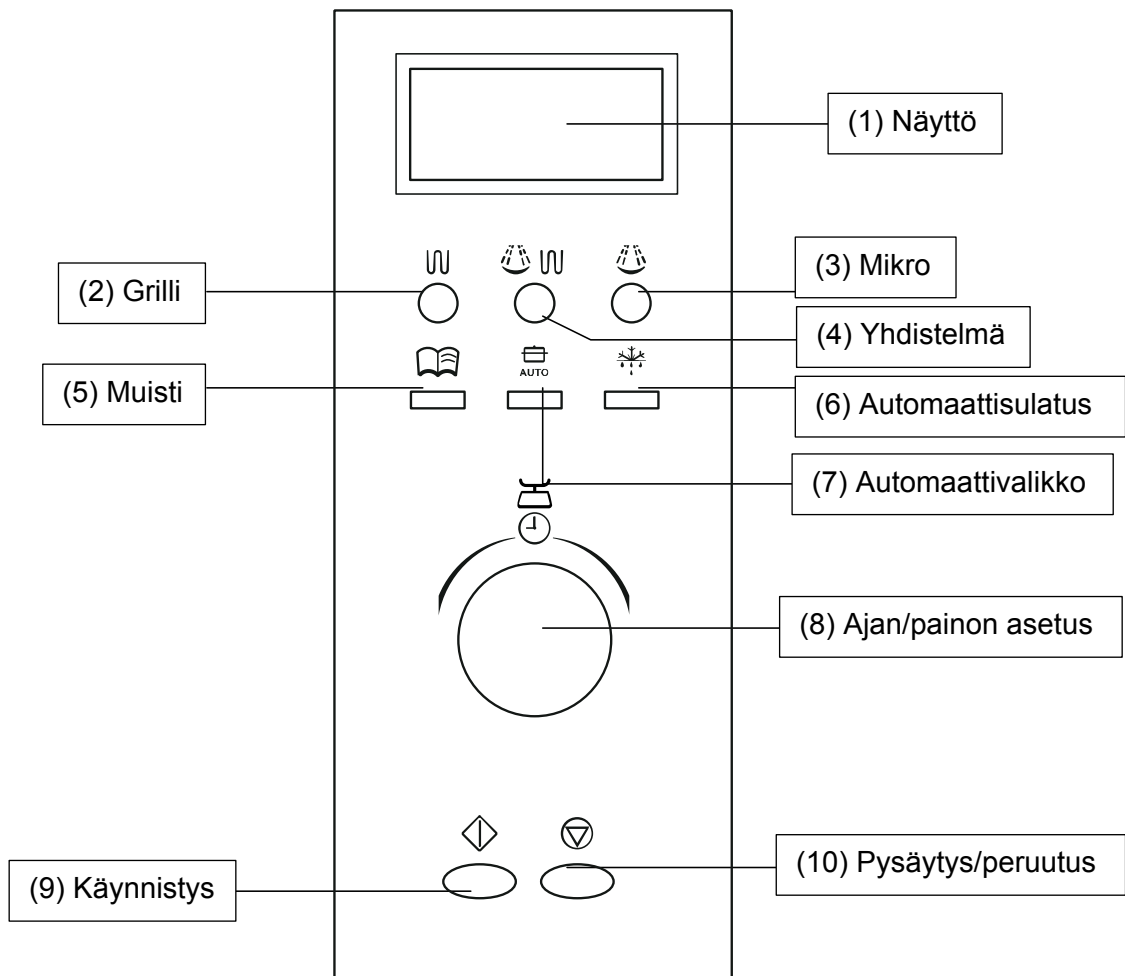 (1) Näyttö
(2) Grilli
(3) Mikro
(4) Yhdistelmä
(5) Muisti
AUTO
(6) Automaattisulatus
(7) Automaattivalikko
(8) Ajan/painon asetus
(9) Käynnistys
(10) Pysäytys/peruutus